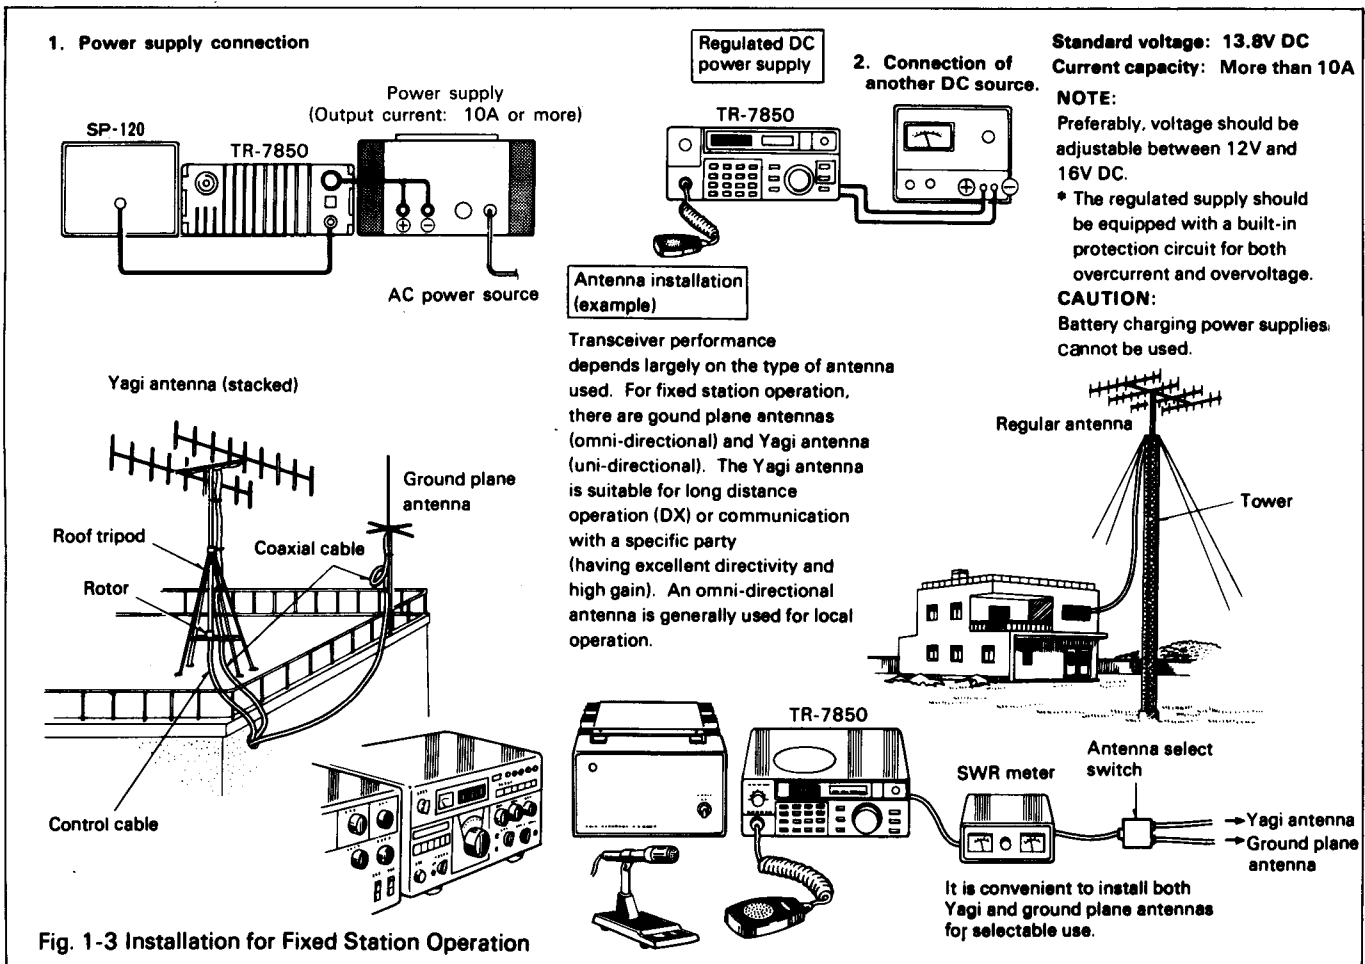 1. Power supply connection
Power supply
(Output current: 10A or more)
SP-120
TR-7850
+
−
AC power source
Regulated DC
power supply
2. Connection of
another DC source.
TR-7850
+
−
Standard voltage: 13.8V DC
Current capacity: More than 10A
NOTE:
Preferably, voltage should be
adjustable between 12V and
16V DC.
* The regulated supply should
be equipped with a built-in
protection circuit for both
overcurrent and overvoltage.
CAUTION:
Battery charging power supplies
cannot be used.
Antenna installation
(example)
Transceiver performance
depends largely on the type of antenna
used. For fixed station operation,
there are gound plane antennas
(omni-directional) and Yagi antenna
(uni-directional). The Yagi antenna
is suitable for long distance
operation (DX) or communication
with a specific party
(having excellent directivity and
high gain). An omni-directional
antenna is generally used for local
operation.
Yagi antenna (stacked)
Ground plane
antenna
Roof tripod
Coaxial cable
Rotor
Control cable
Regular antenna
Tower
TR-7850
SWR meter
Antenna select
switch
Yagi antenna
Ground plane
antenna
It is convenient to install both
Yagi and ground plane antennas
for selectable use.
Fig. 1-3 Installation for Fixed Station Operation